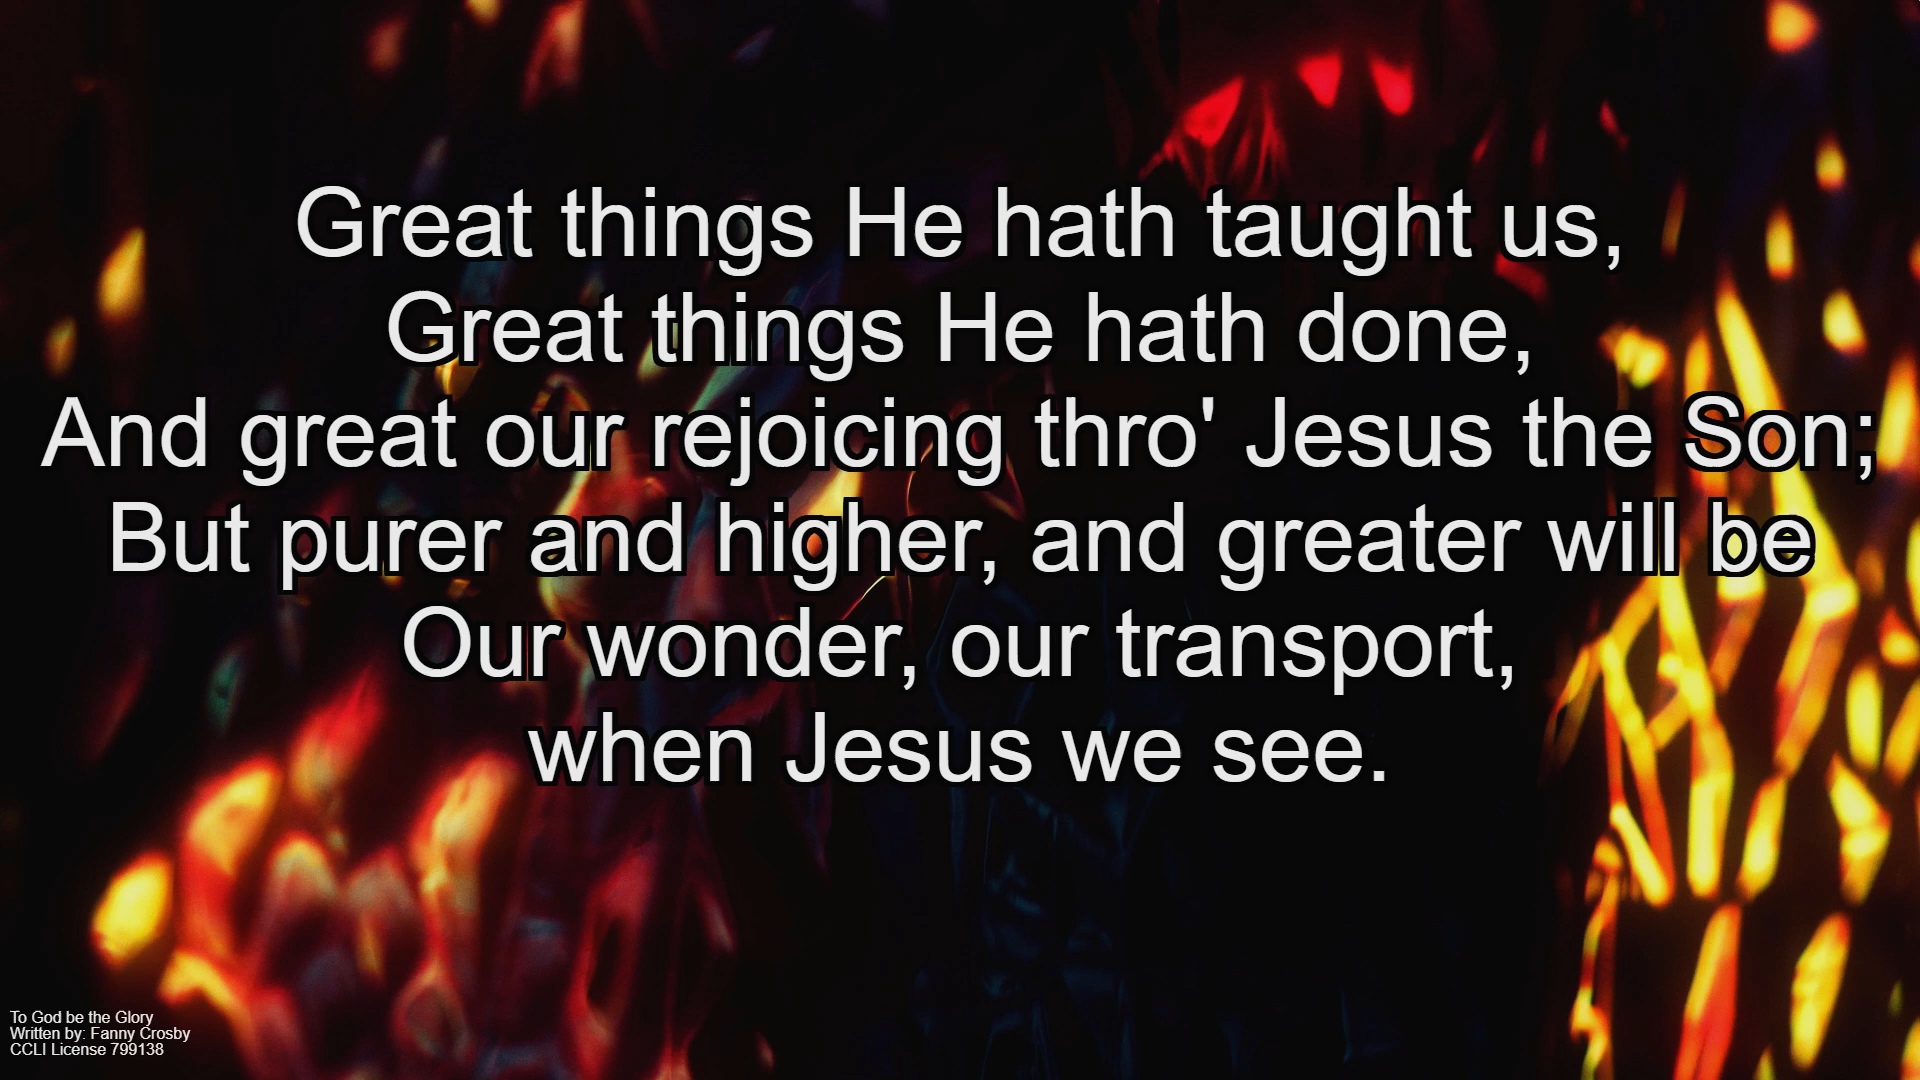 Great things He hath taught us,
Great things He hath done,
And great our rejoicing thro' Jesus the Son;
But purer and higher, and greater will be
Our wonder, our transport,
when Jesus we see.
To God be the Glory
Written by: Fanny Crosby
CCLI License 799138